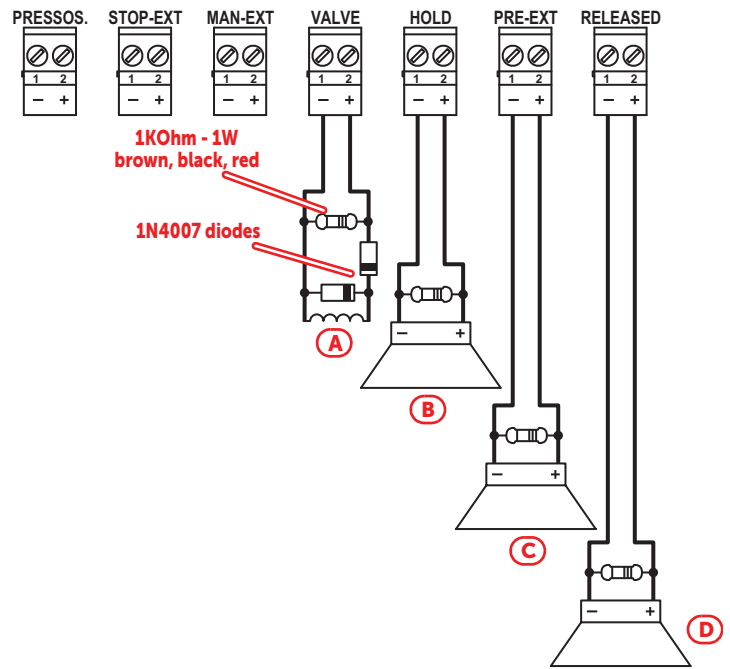 PRESSOS. STOP-EXT MAN-EXT VALVE HOLD PRE-EXT RELEASED
1 2 1 2 1 2 1 2 1 2 1 2 1 2
– + – + – + – + – + – + – +
1KOhm - 1W
brown, black, red
1N4007 diodes
A
– +
B
– +
C
– +
D